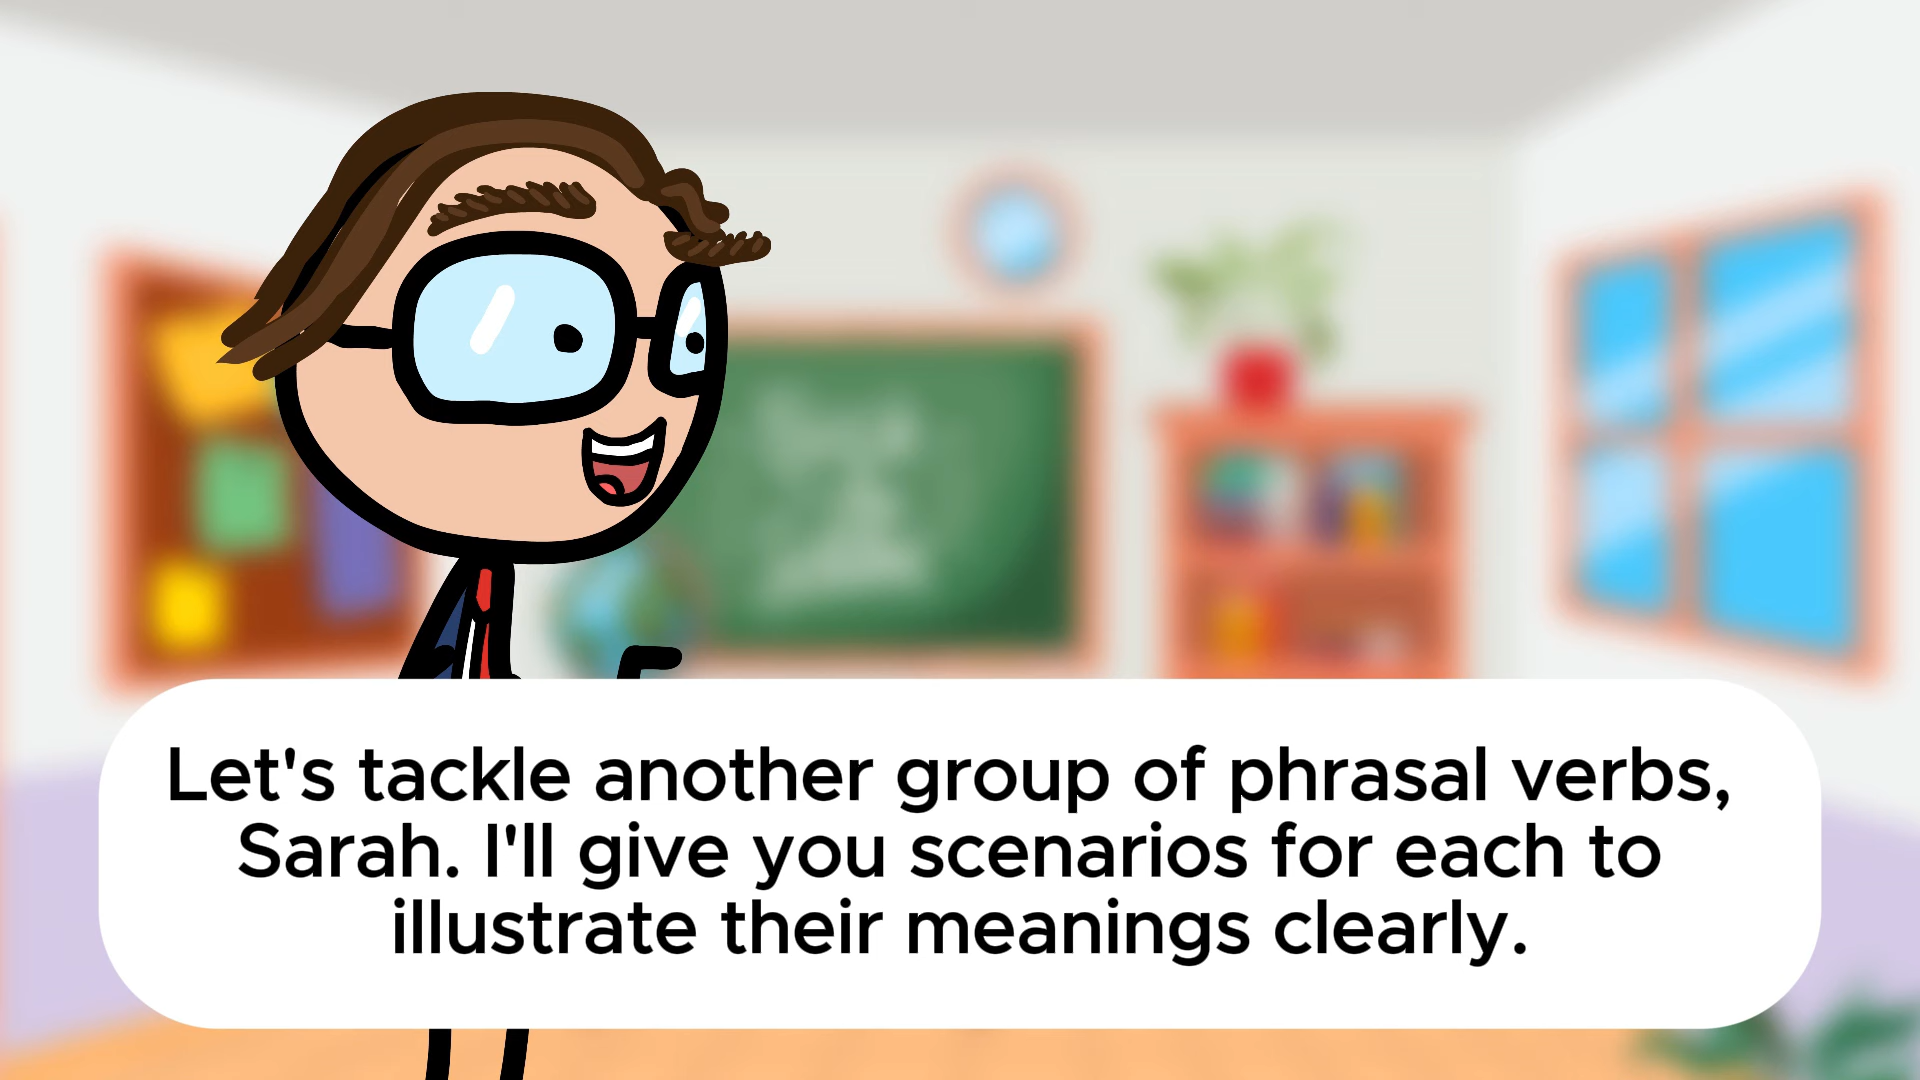 Let's tackle another group of phrasal verbs,
Sarah. I'll give you scenarios for each to
illustrate their meanings clearly.